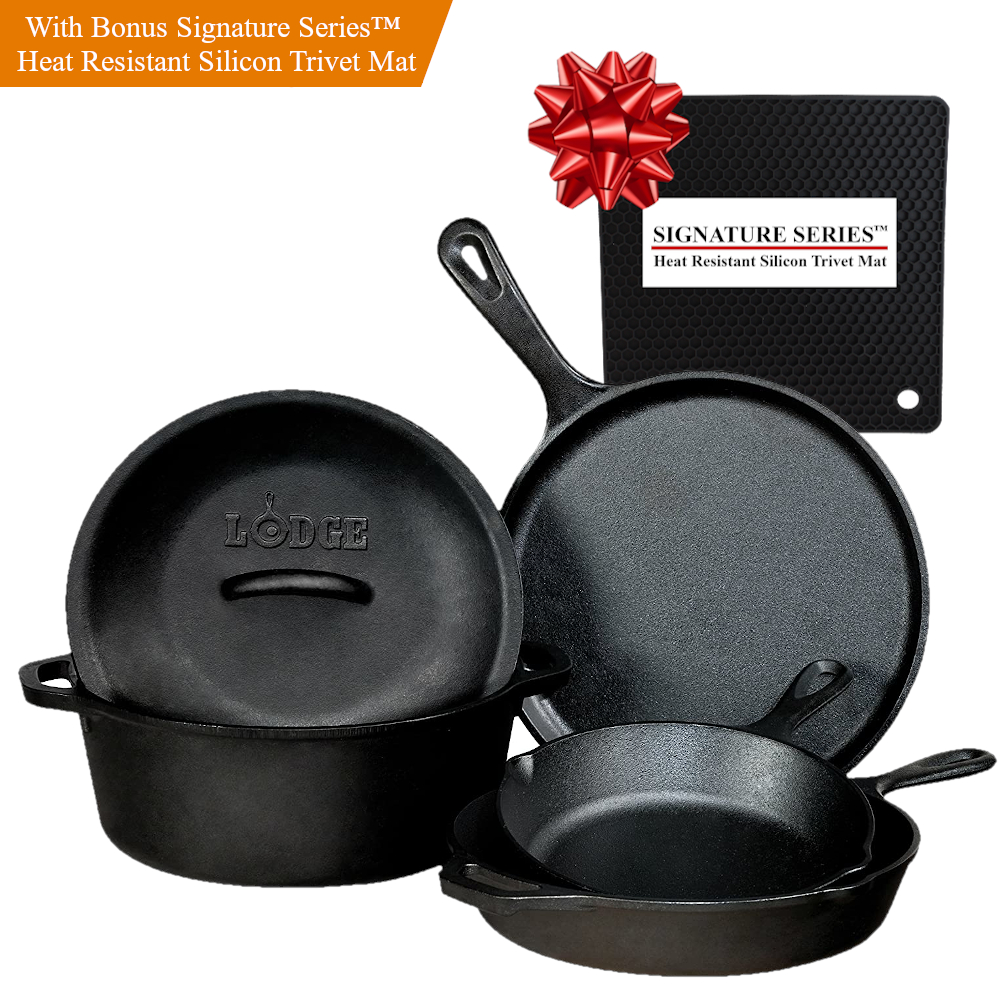 With Bonus Signature Series™
Heat Resistant Silicon Trivet Mat
SIGNATURE SERIES™
Heat Resistant Silicon Trivet Mat
LODGE